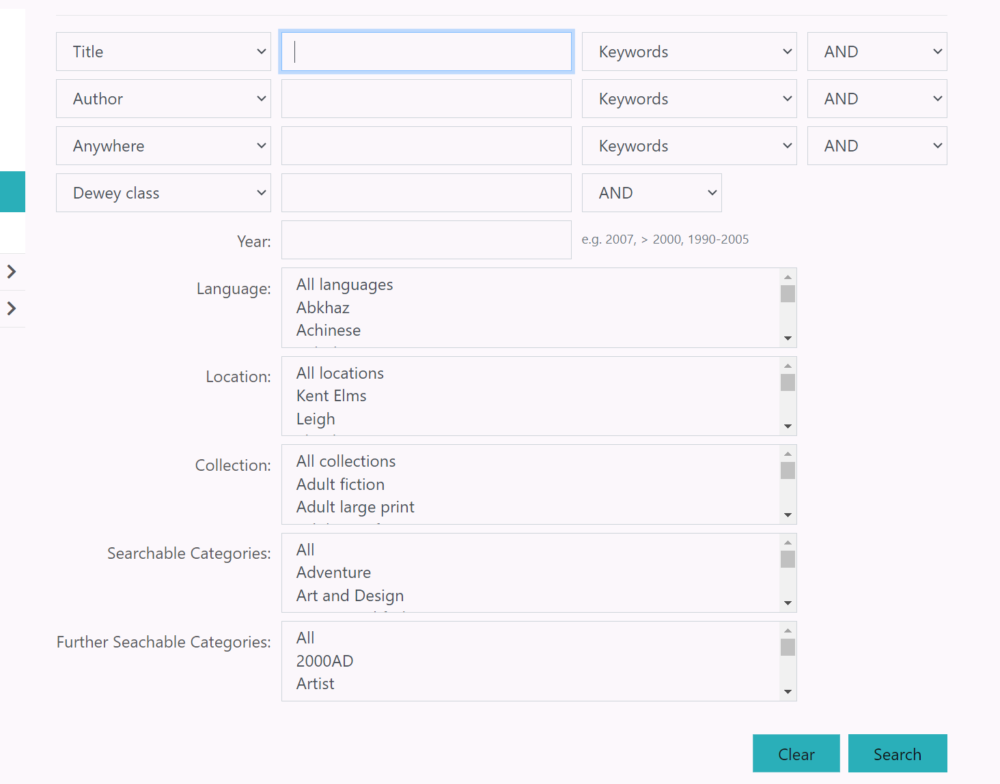 Title Keywords AND
Author Keywords AND
Anywhere Keywords AND
Dewey class AND
Year: e.g. 2007, > 2000, 1990-2005
Language:
All languages
Abkhaz
Achinese
Location:
All locations
Kent Elms
Leigh
Collection:
All collections
Adult fiction
Adult large print
Searchable Categories:
All
Adventure
Art and Design
Further Seachable Categories:
All
2000AD
Artist
Clear Search